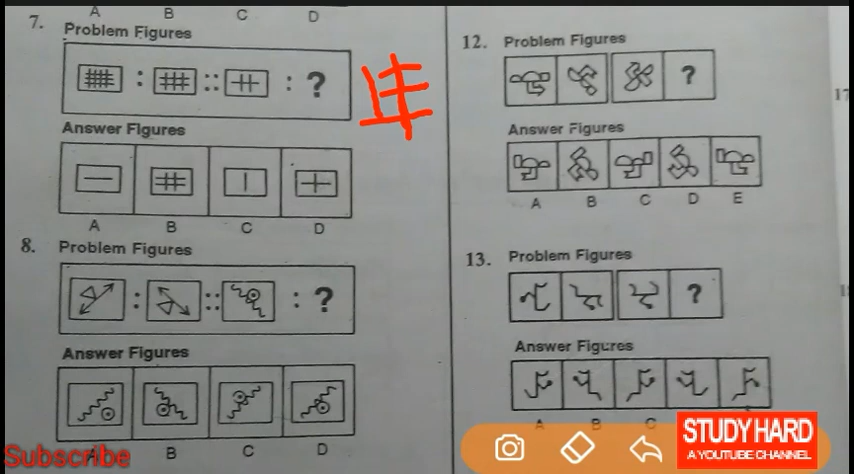 A B C D
7. Problem Figures
: :: : ?
Answer Figures
A B C D
8. Problem Figures
: :: : ?
Answer Figures
A B C D
12. Problem Figures
?
Answer Figures
A B C D E
13. Problem Figures
?
Answer Figures
A B C
17
Subscribe
STUDY HARD
A YOUTUBE CHANNEL